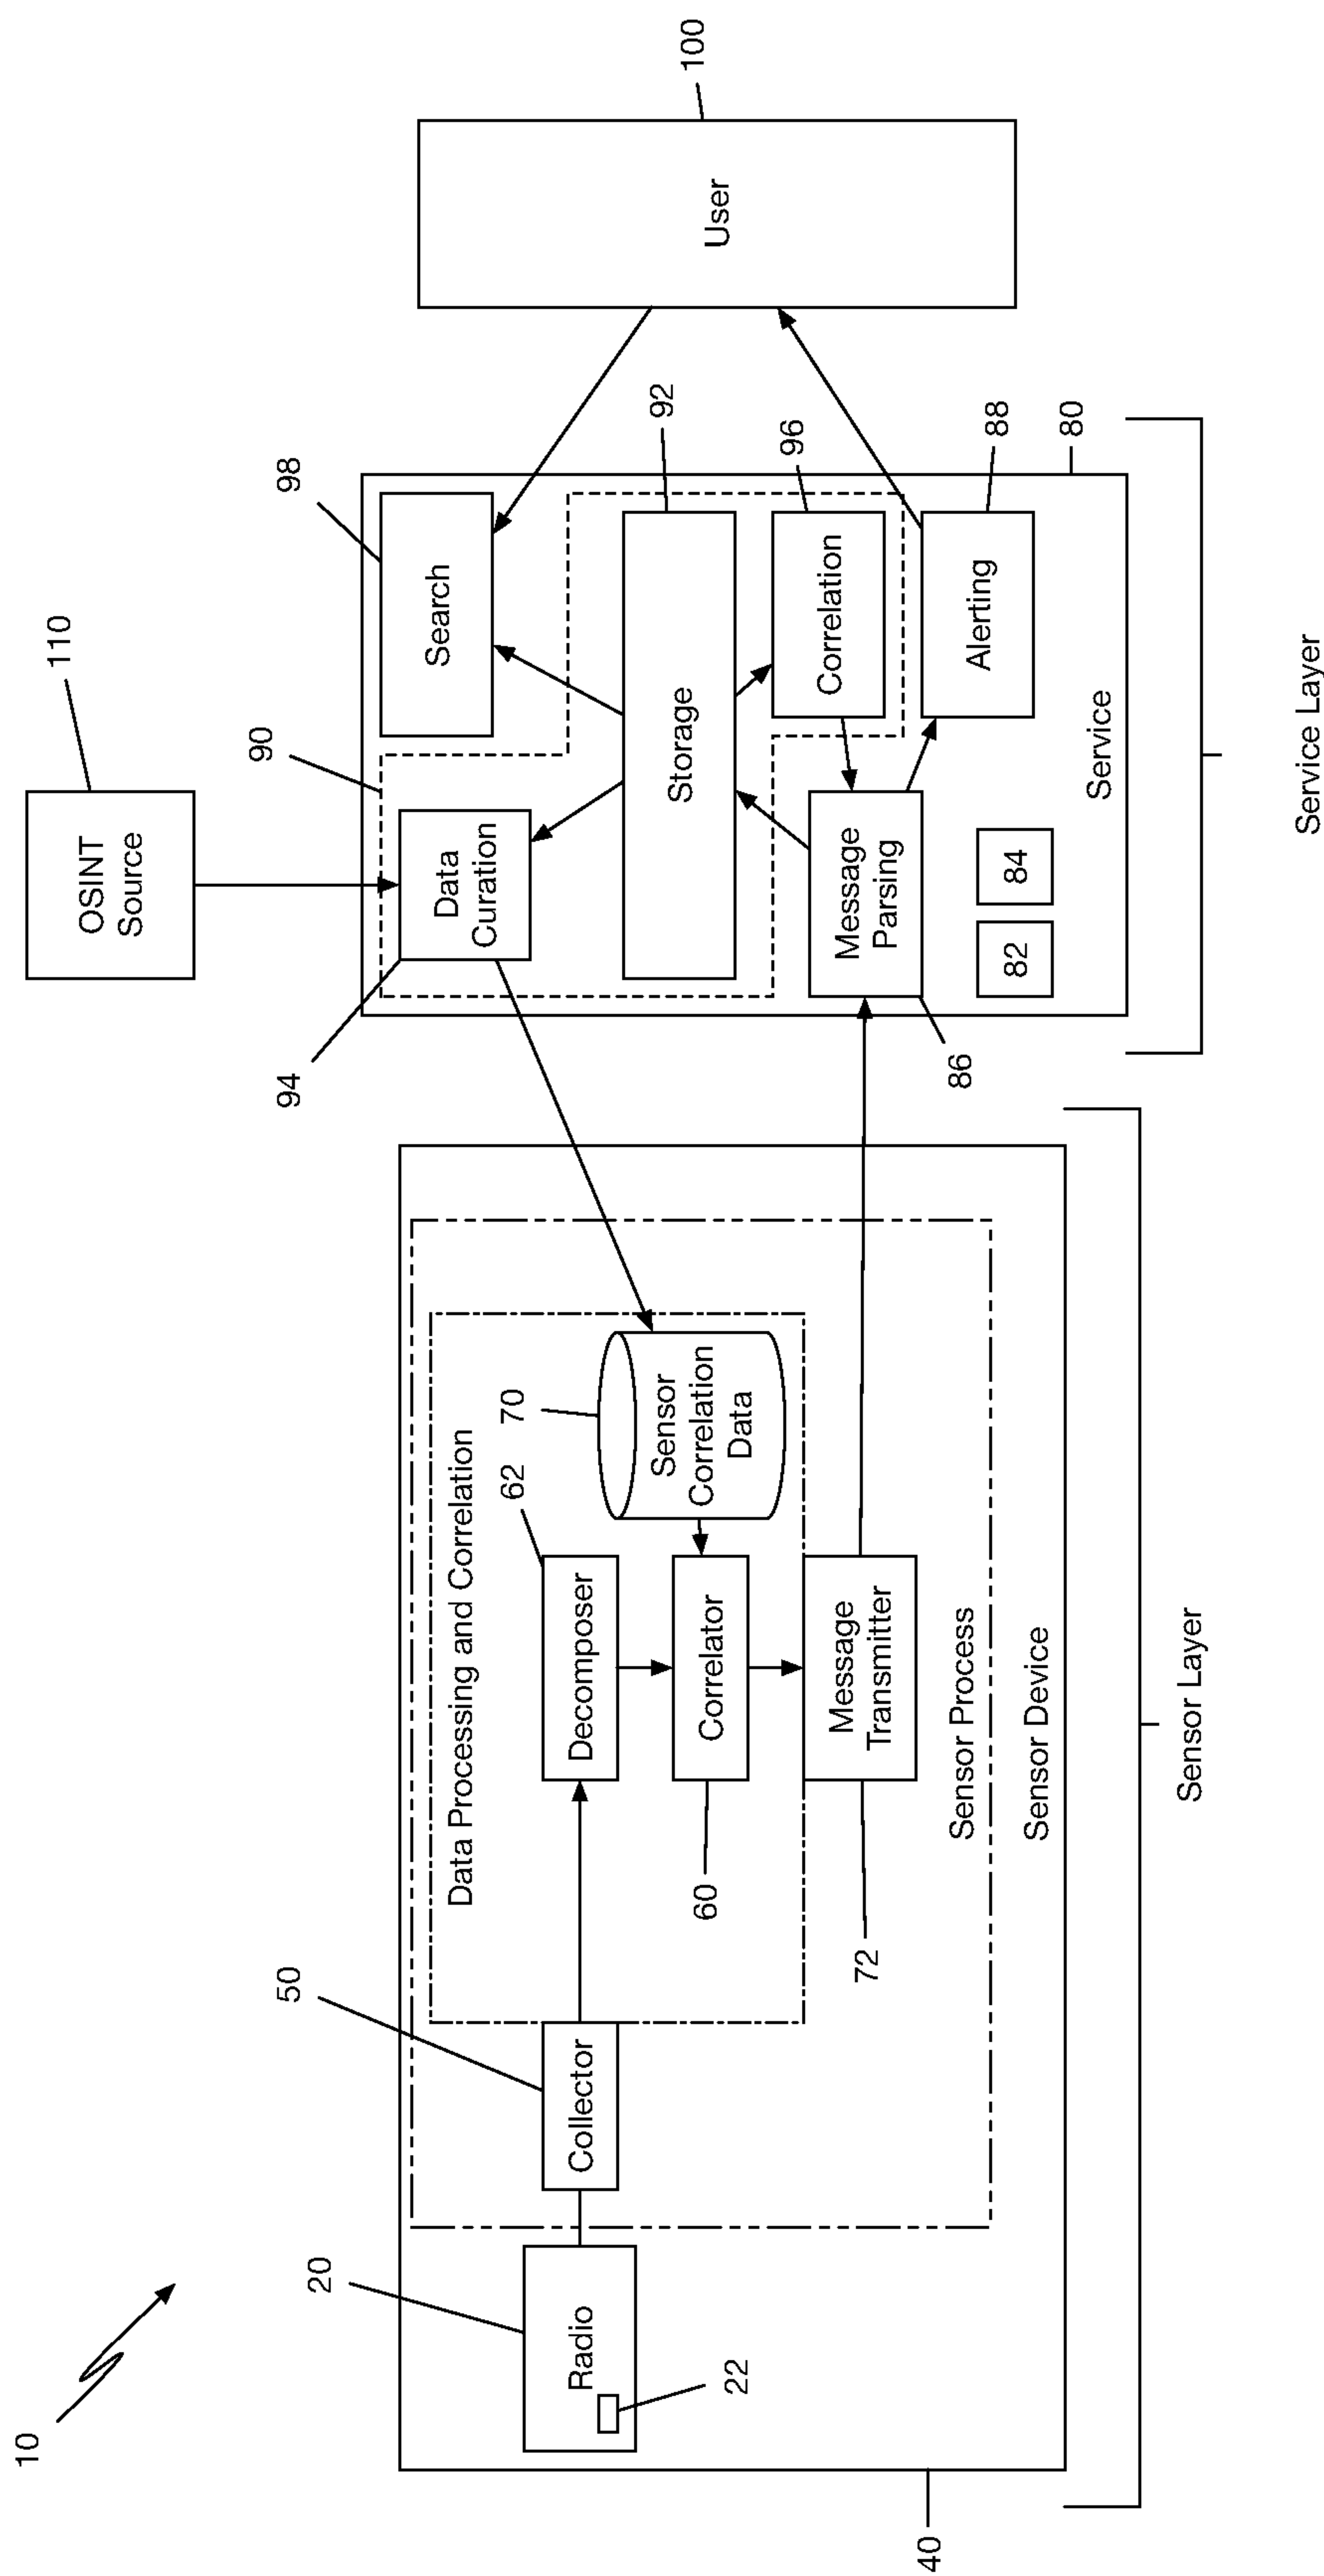 10
20
Radio
22
40
50
Collector
Data Processing and Correlation
62
Decomposer
60
Correlator
70
Sensor
Correlation
Data
72
Message
Transmitter
Sensor Process
Sensor Device
Sensor Layer
110
OSINT
Source
90
94
Data
Curation
98
Search
92
Storage
96
Correlation
86
Message
Parsing
88
Alerting
82
84
Service
80
Service Layer
User
100